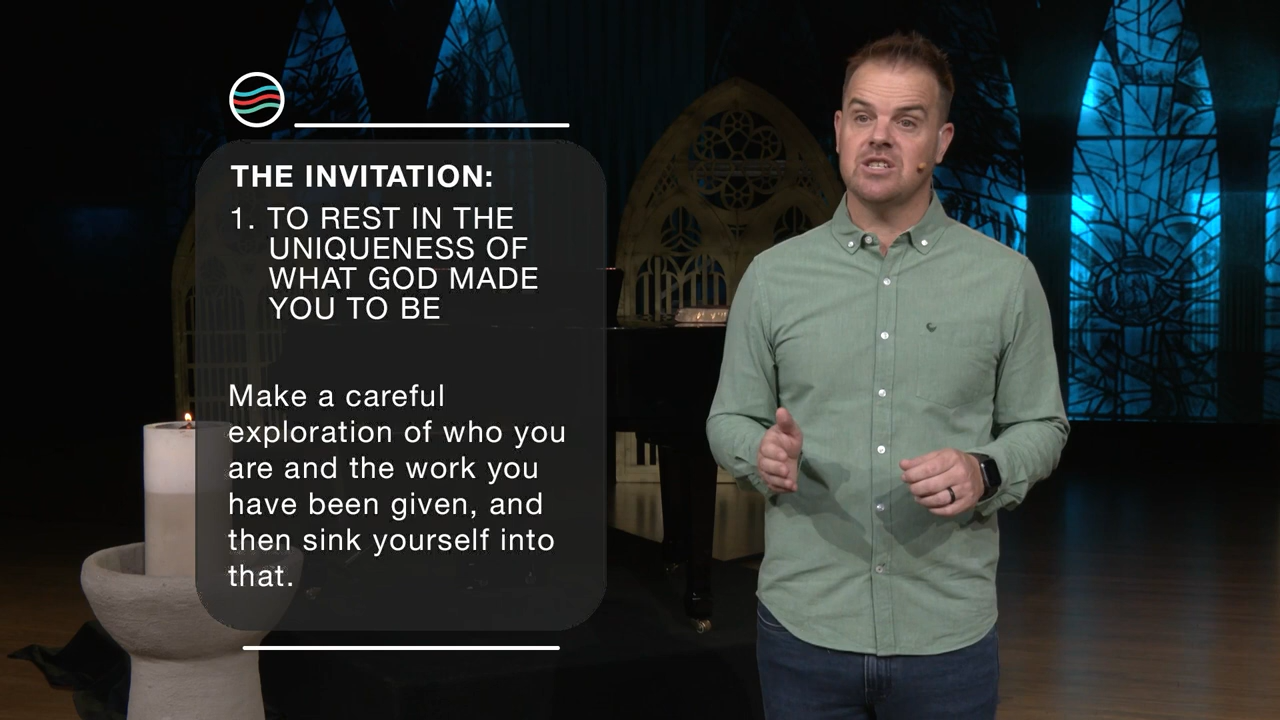 THE INVITATION:
1. TO REST IN THE
UNIQUENESS OF
WHAT GOD MADE
YOU TO BE
Make a careful
exploration of who you
are and the work you
have been given, and
then sink yourself into
that.